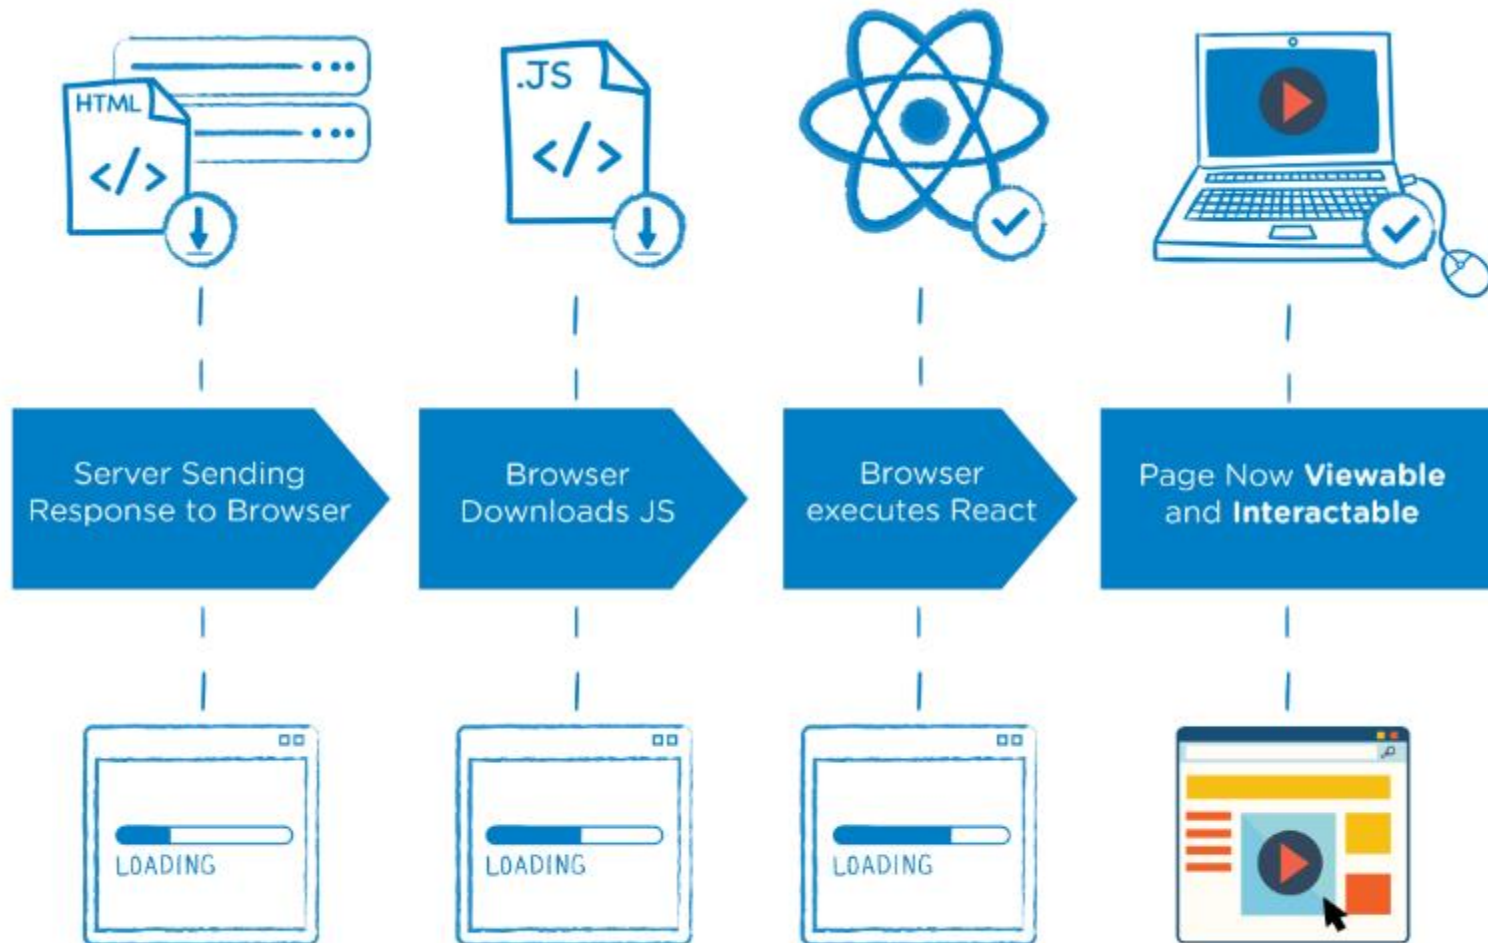 HTML
</>
.JS
</>
Server Sending
Response to Browser
Browser
Downloads JS
Browser
executes React
Page Now Viewable
and Interactable
LOADING
LOADING
LOADING